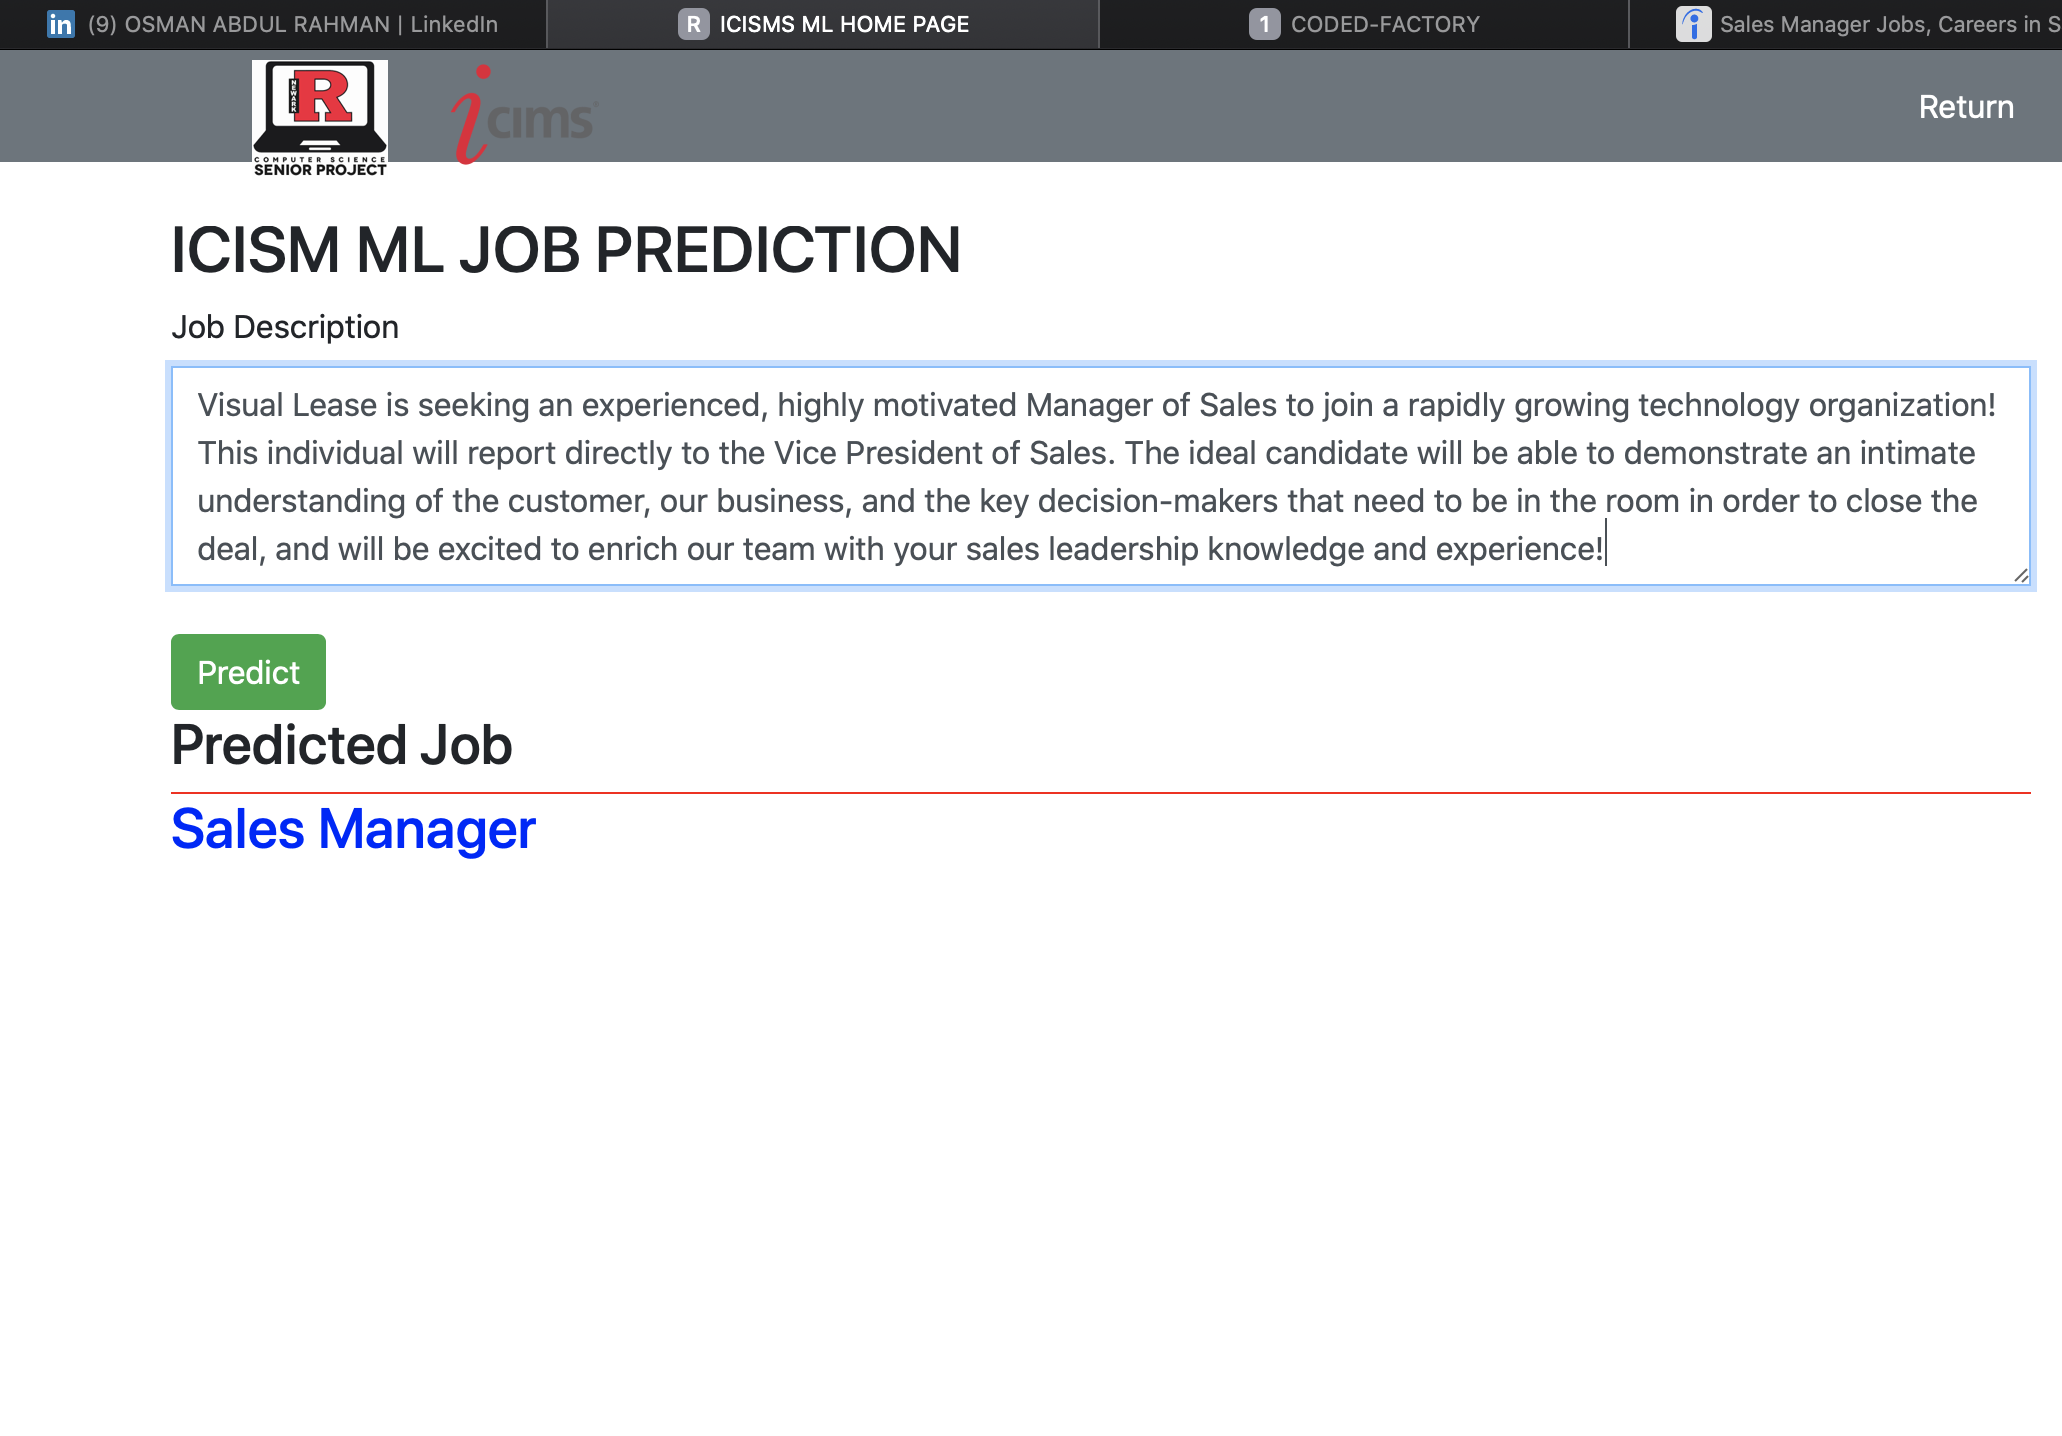 (9) OSMAN ABDUL RAHMAN | LinkedIn
R ICISMS ML HOME PAGE
1 CODED-FACTORY
Sales Manager Jobs, Careers in S
NEWARK
R
COMPUTER SCIENCE
SENIOR PROJECT
icims
Return
ICISM ML JOB PREDICTION
Job Description
Visual Lease is seeking an experienced, highly motivated Manager of Sales to join a rapidly growing technology organization!
This individual will report directly to the Vice President of Sales. The ideal candidate will be able to demonstrate an intimate
understanding of the customer, our business, and the key decision-makers that need to be in the room in order to close the
deal, and will be excited to enrich our team with your sales leadership knowledge and experience!
Predict
Predicted Job
Sales Manager